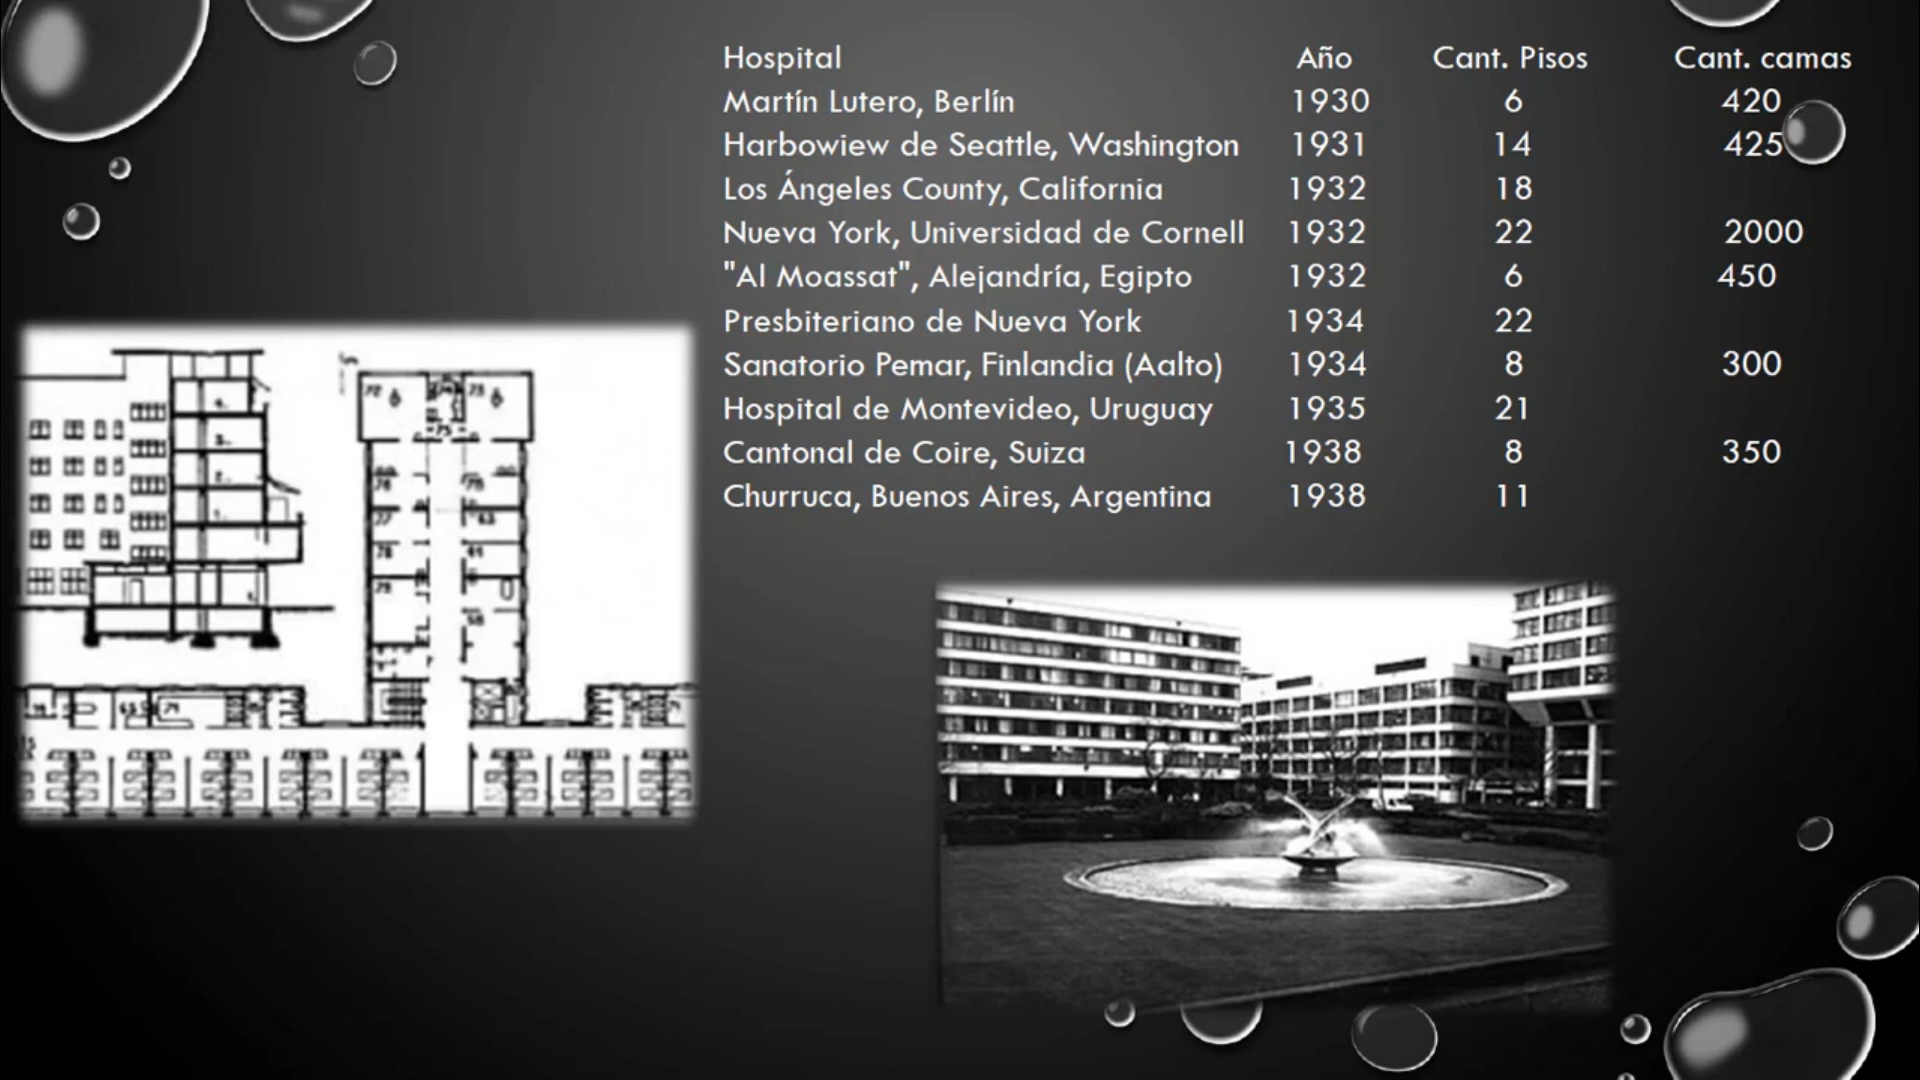 Hospital Año Cant. Pisos Cant. camas
Martín Lutero, Berlín 1930 6 420
Harbowiew de Seattle, Washington 1931 14 425
Los Ángeles County, California 1932 18
Nueva York, Universidad de Cornell 1932 22 2000
"Al Moassat", Alejandría, Egipto 1932 6 450
Presbiteriano de Nueva York 1934 22
Sanatorio Pemar, Finlandia (Aalto) 1934 8 300
Hospital de Montevideo, Uruguay 1935 21
Cantonal de Coire, Suiza 1938 8 350
Churruca, Buenos Aires, Argentina 1938 11